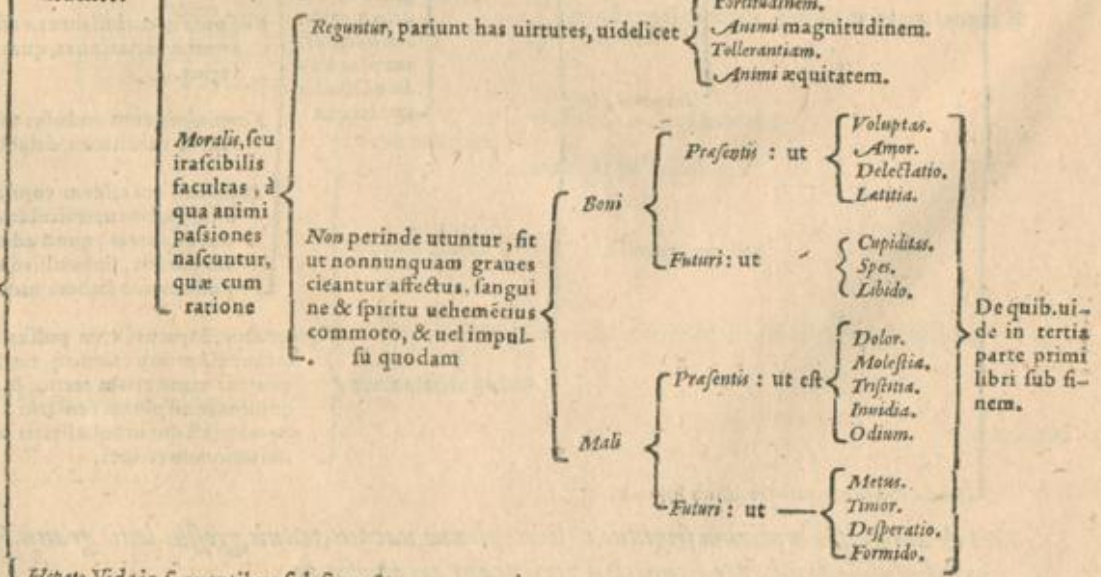 Fortitudinem.
Reguntur, pariunt has uirtutes, uidelicet
Animi magnitudinem.
Tollerantiam.
Animi æquitatem.
Moralis, seu
irascibilis
facultas, à
qua animi
passiones
nascuntur,
quæ cum
ratione
Non perinde utuntur, fit
ut nonnunquam graues
cieantur affectus, sangui
ne & spiritu uehemētius
commoto, & uel impul-
su quodam
Boni
Præsentis : ut
Voluptas.
Amor.
Delectatio.
Lætitia.
Futuri : ut
Cupiditas.
Spes.
Libido.
Mali
Præsentis : ut est
Dolor.
Molestia.
Tristitia.
Inuidia.
Odium.
Futuri : ut
Metus.
Timor.
Desperatio.
Formido.
De quib. ui-
de in tertia
parte primi
libri sub fi-
nem.